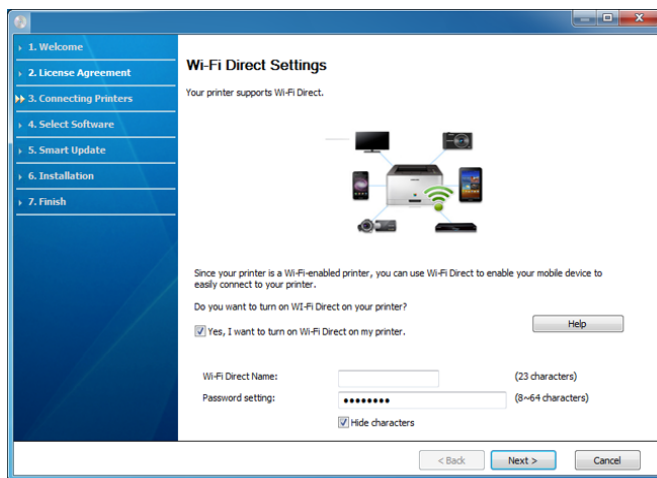 1. Welcome
2. License Agreement
3. Connecting Printers
4. Select Software
5. Smart Update
6. Installation
7. Finish
Wi-Fi Direct Settings
Your printer supports Wi-Fi Direct.
Since your printer is a Wi-Fi-enabled printer, you can use Wi-Fi Direct to enable your mobile device to
easily connect to your printer.
Do you want to turn on WI-Fi Direct on your printer?
Yes, I want to turn on Wi-Fi Direct on my printer.
Help
Wi-Fi Direct Name: (23 characters)
Password setting: •••••••• (8~64 characters)
Hide characters
< Back Next > Cancel